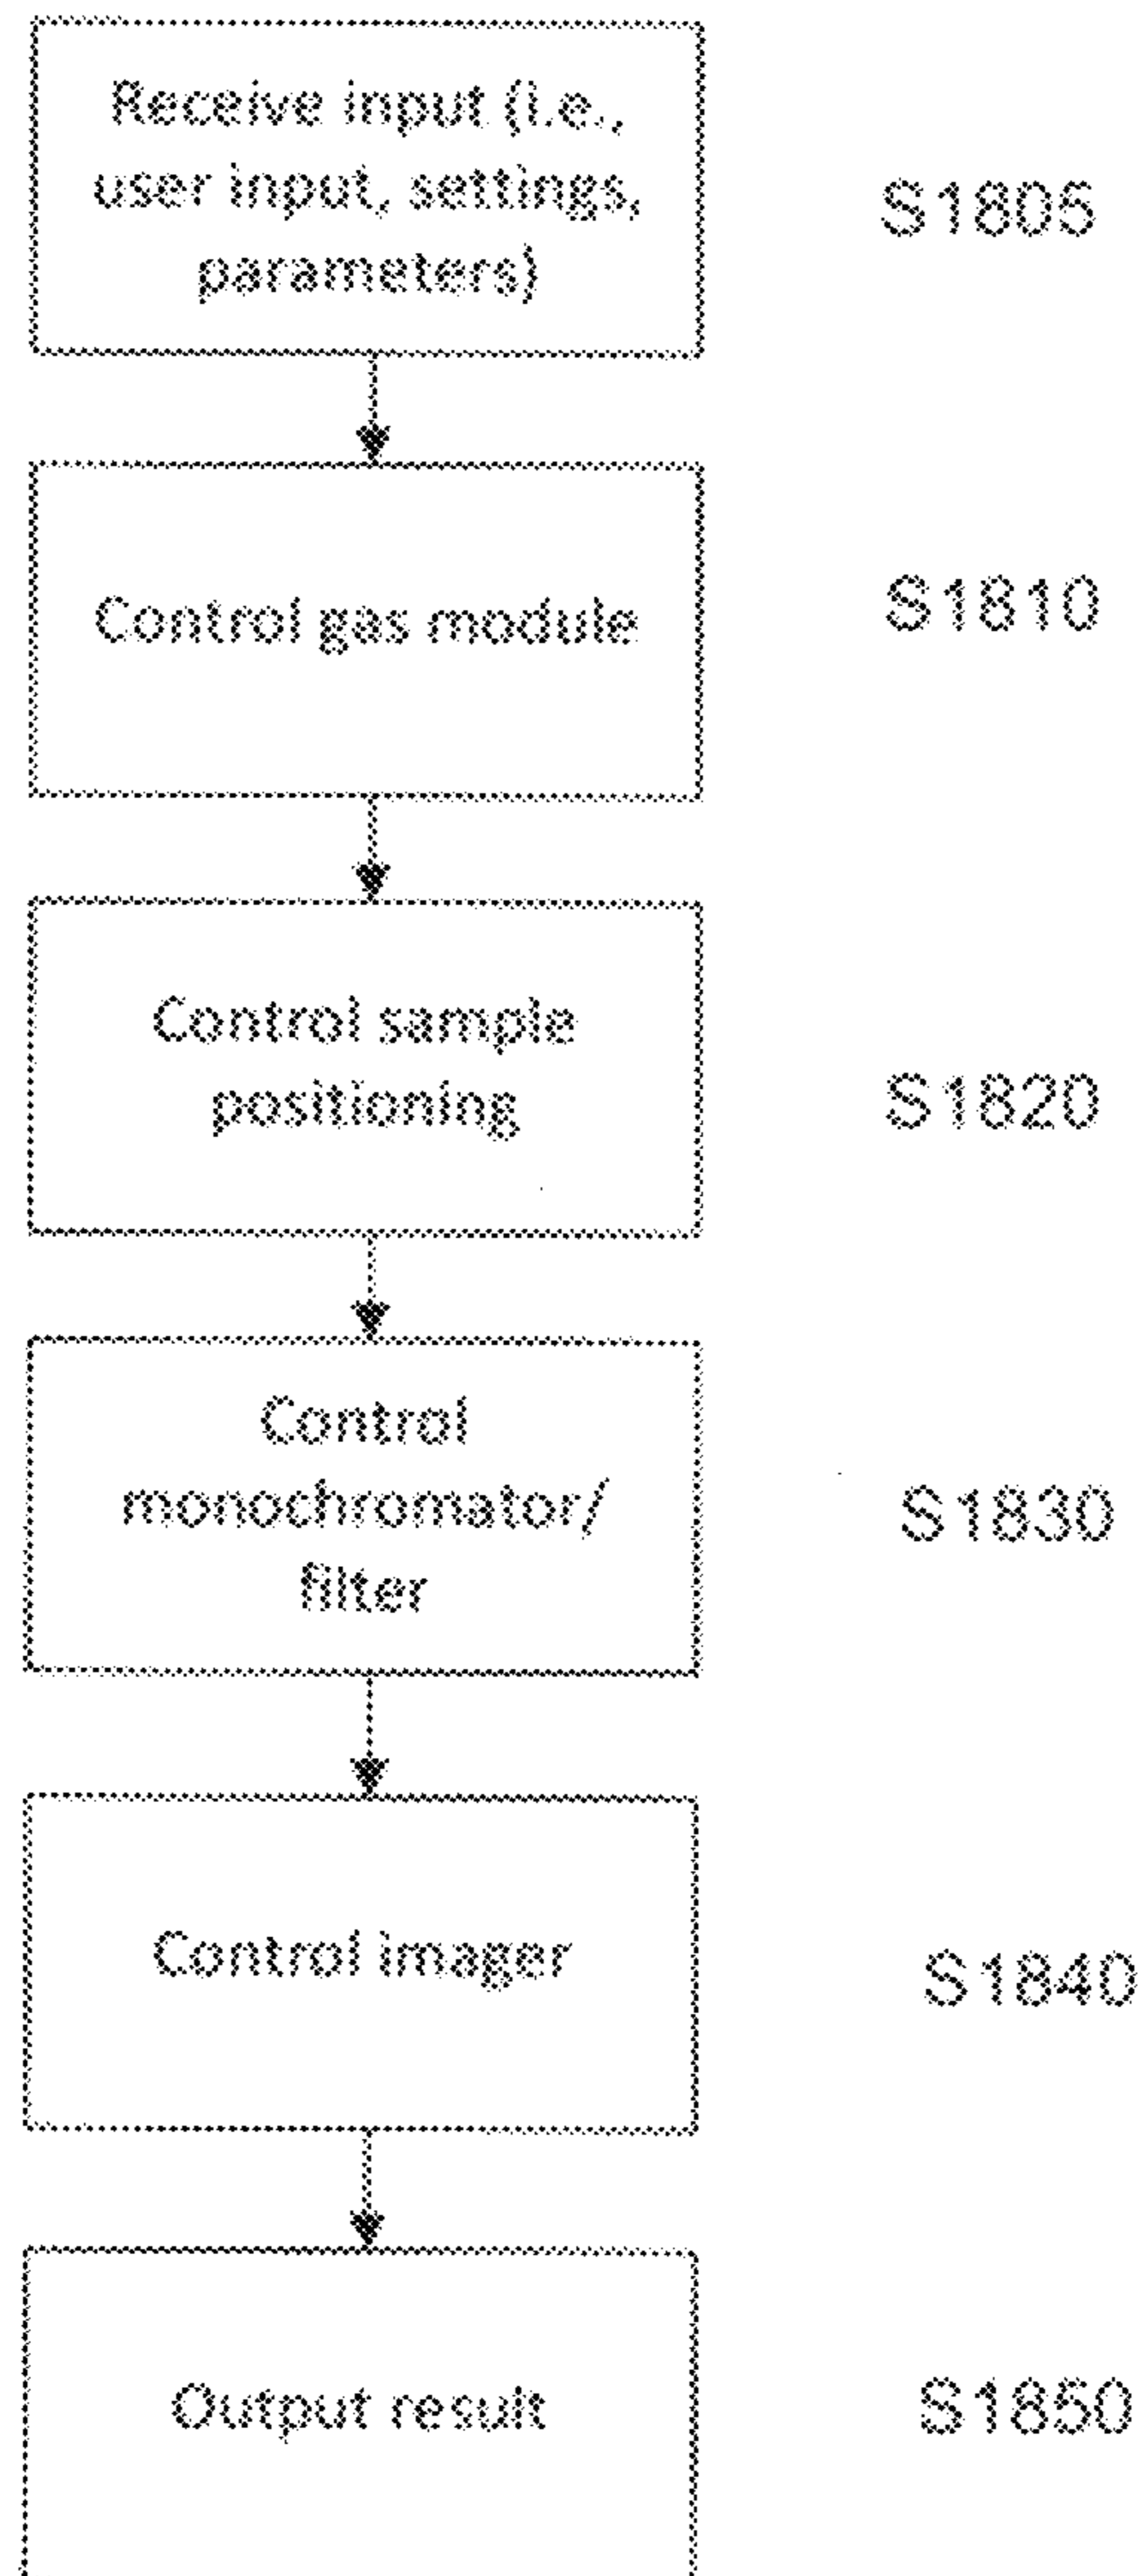 Receive input (i.e.,
user input, settings,
parameters)
S1805
Control gas module
S1810
Control sample
positioning
S1820
Control
monochromator/
filter
S1830
Control imager
S1840
Output result
S1850